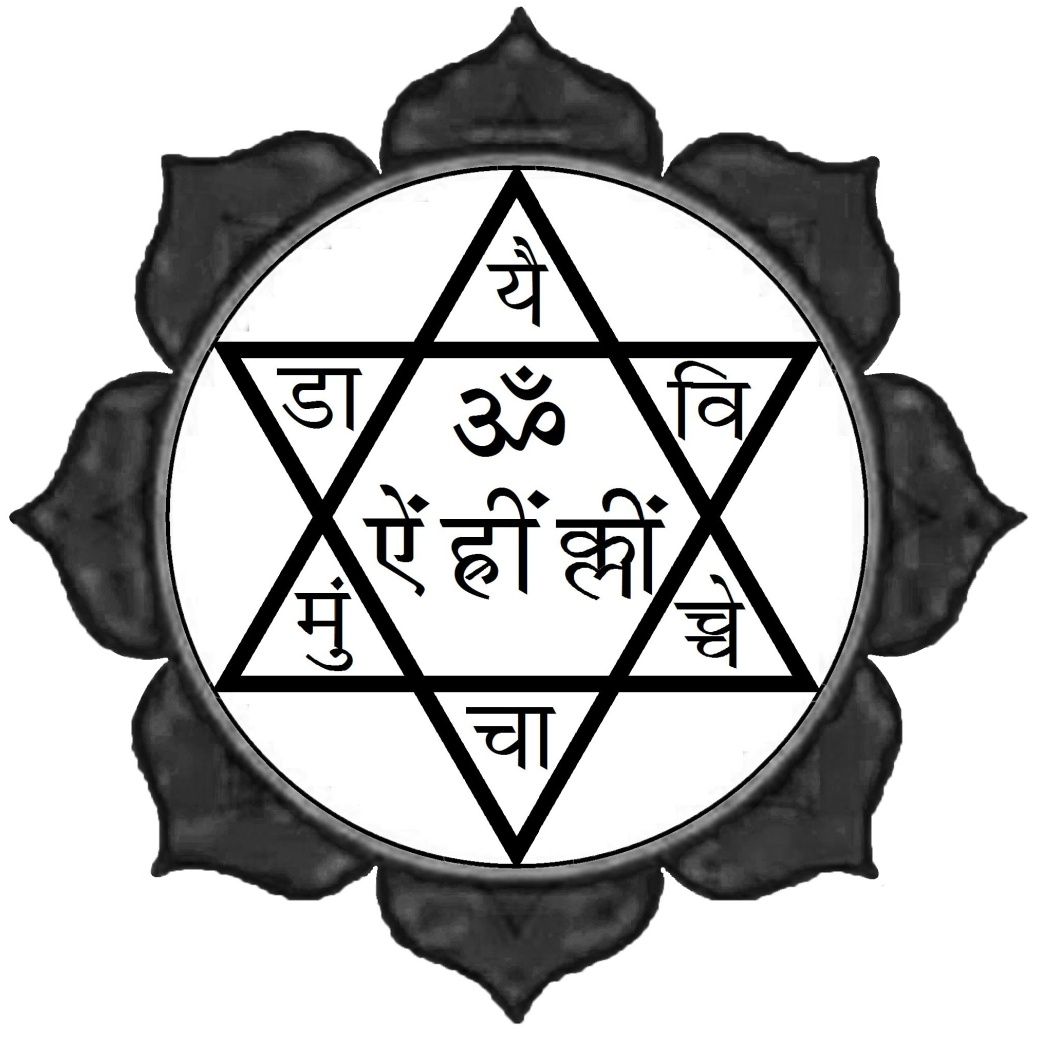 यै
डा
ॐ
वि
ऐं ह्रीं क्लीं
मुं
च्चे
चा